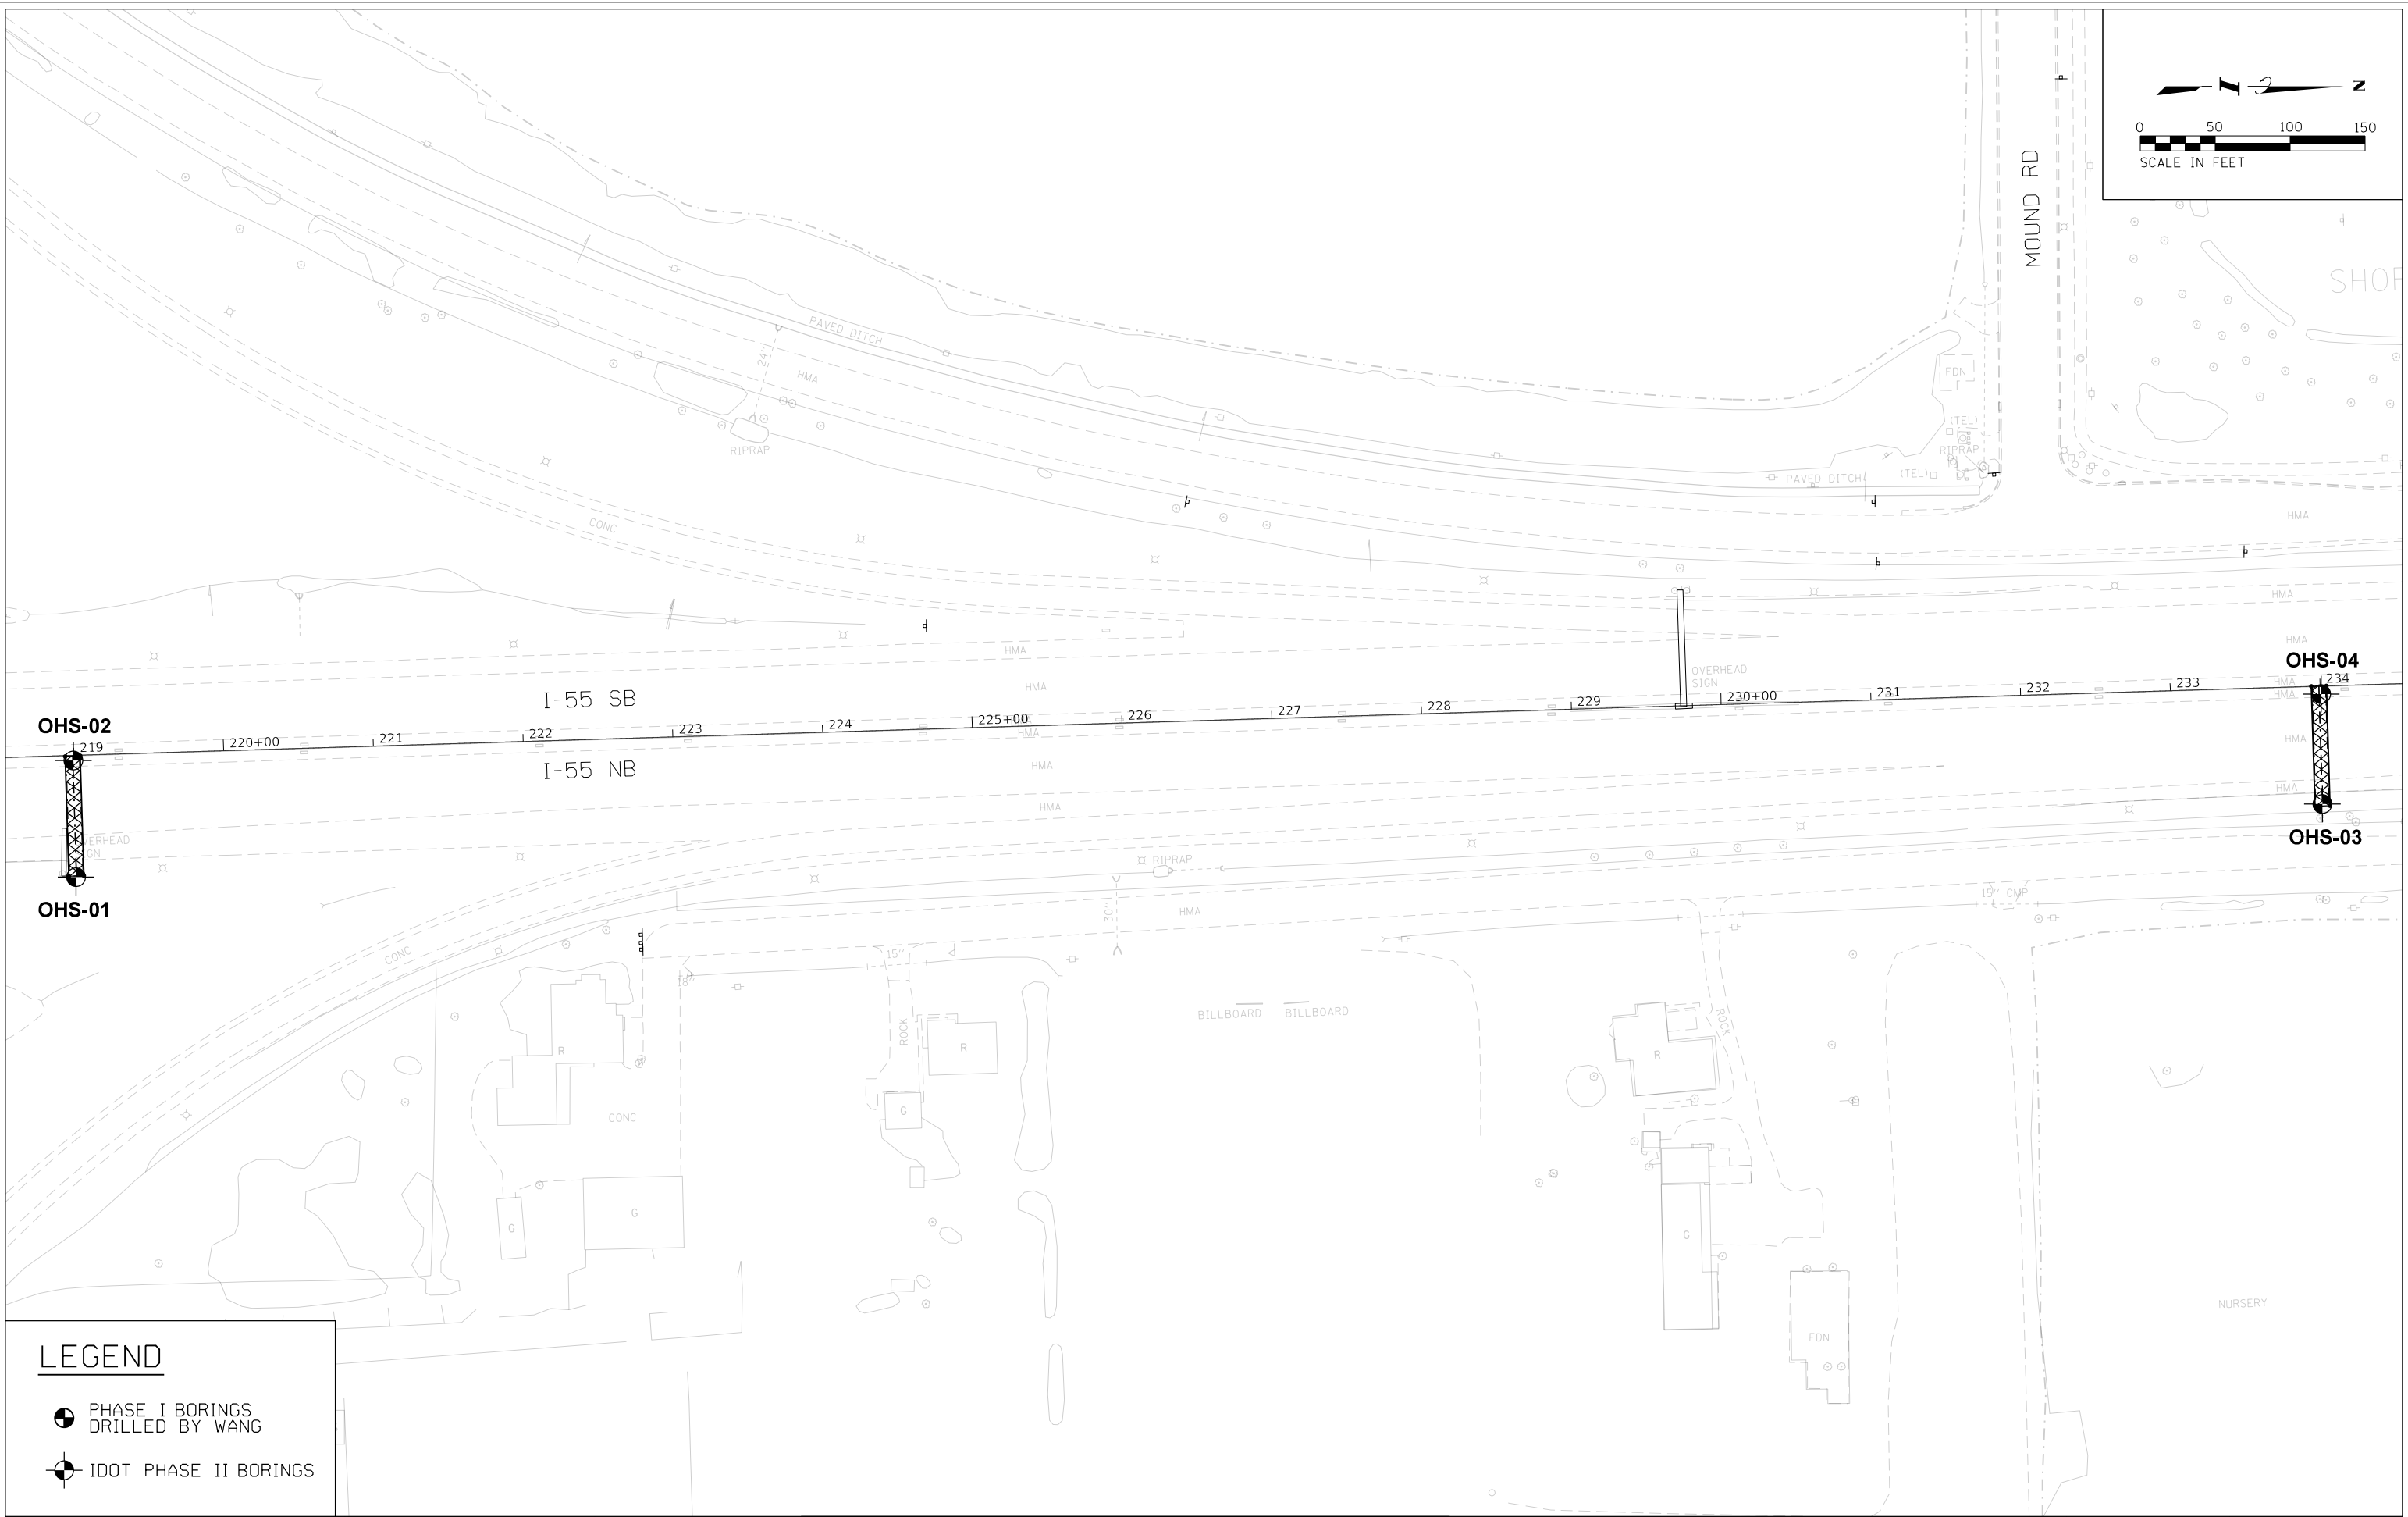 N
0 50 100 150
SCALE IN FEET
MOUND RD
PAVED DITCH
24"
HMA
FDN
(TEL)
RIPRAP
RIPRAP
PAVED DITCH
(TEL)
HMA
CONC
HMA
HMA
HMA
HMA
OVERHEAD
SIGN
OHS-04
I-55 SB
HMA
HMA
OHS-02
219 220+00 221 222 223 224 225+00 226 227 228 229 230+00 231 232 233 234
HMA
HMA
I-55 NB
HMA
HMA
HMA
OHS-03
OHS-01
RIPRAP
30"
HMA
15" CMP
CONC
15"
18"
BILLBOARD BILLBOARD
ROCK
ROCK
R
R
R
G
CONC
G
G
G
NURSERY
FDN
LEGEND
PHASE I BORINGS
DRILLED BY WANG
IDOT PHASE II BORINGS